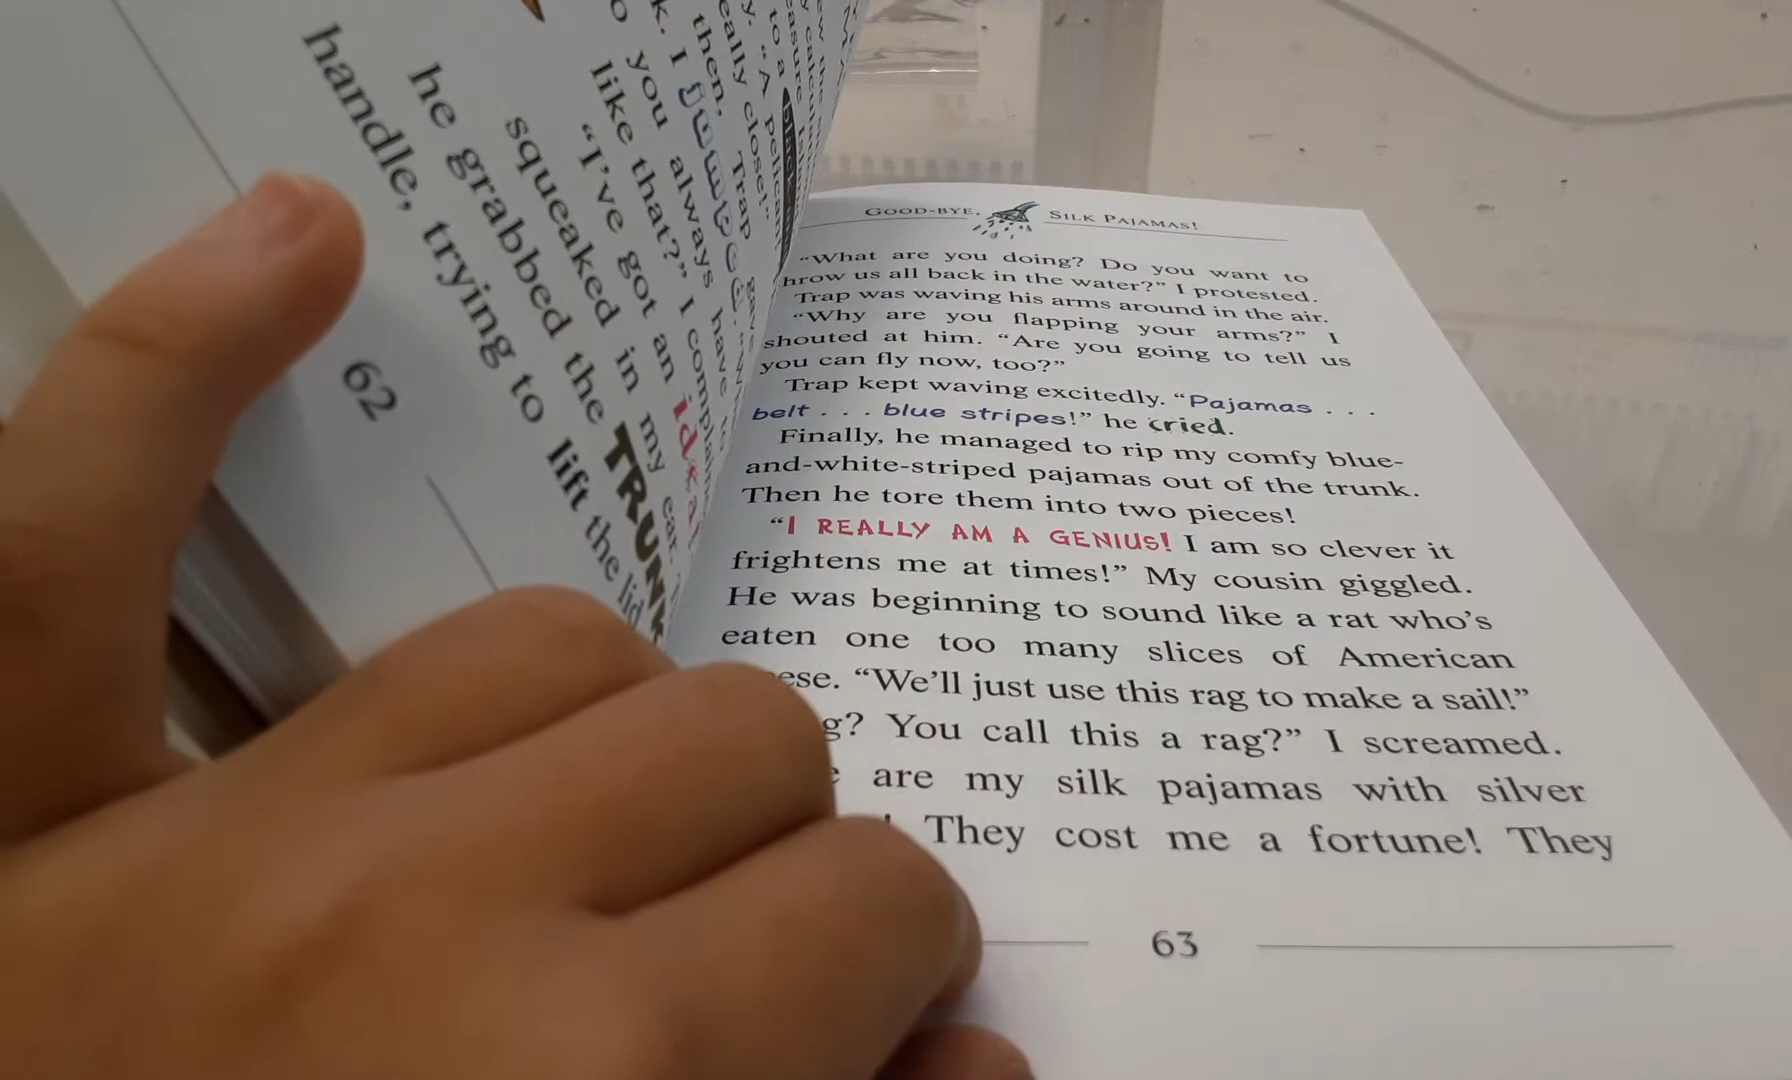 to a
really close!"
y. "A pelican
then, Trap gave
k. I jumped.
you always have to
like that?" I complain
"I've got an idea
squeaked in my ear.
he grabbed the TRUNK
handle, trying to lift the lid
62
GOOD-BYE, SILK PAJAMAS!
"What are you doing? Do you want to
hrow us all back in the water?" I protested.
Trap was waving his arms around in the air.
"Why are you flapping your arms?" I
shouted at him. "Are you going to tell us
you can fly now, too?"
Trap kept waving excitedly. "Pajamas . . .
belt . . . blue stripes!" he cried.
Finally, he managed to rip my comfy blue-
and-white-striped pajamas out of the trunk.
Then he tore them into two pieces!
"I REALLY AM A GENIUS! I am so clever it
frightens me at times!" My cousin giggled.
He was beginning to sound like a rat who's
eaten one too many slices of American
ese. "We'll just use this rag to make a sail!"
g? You call this a rag?" I screamed.
e are my silk pajamas with silver
! They cost me a fortune! They
63